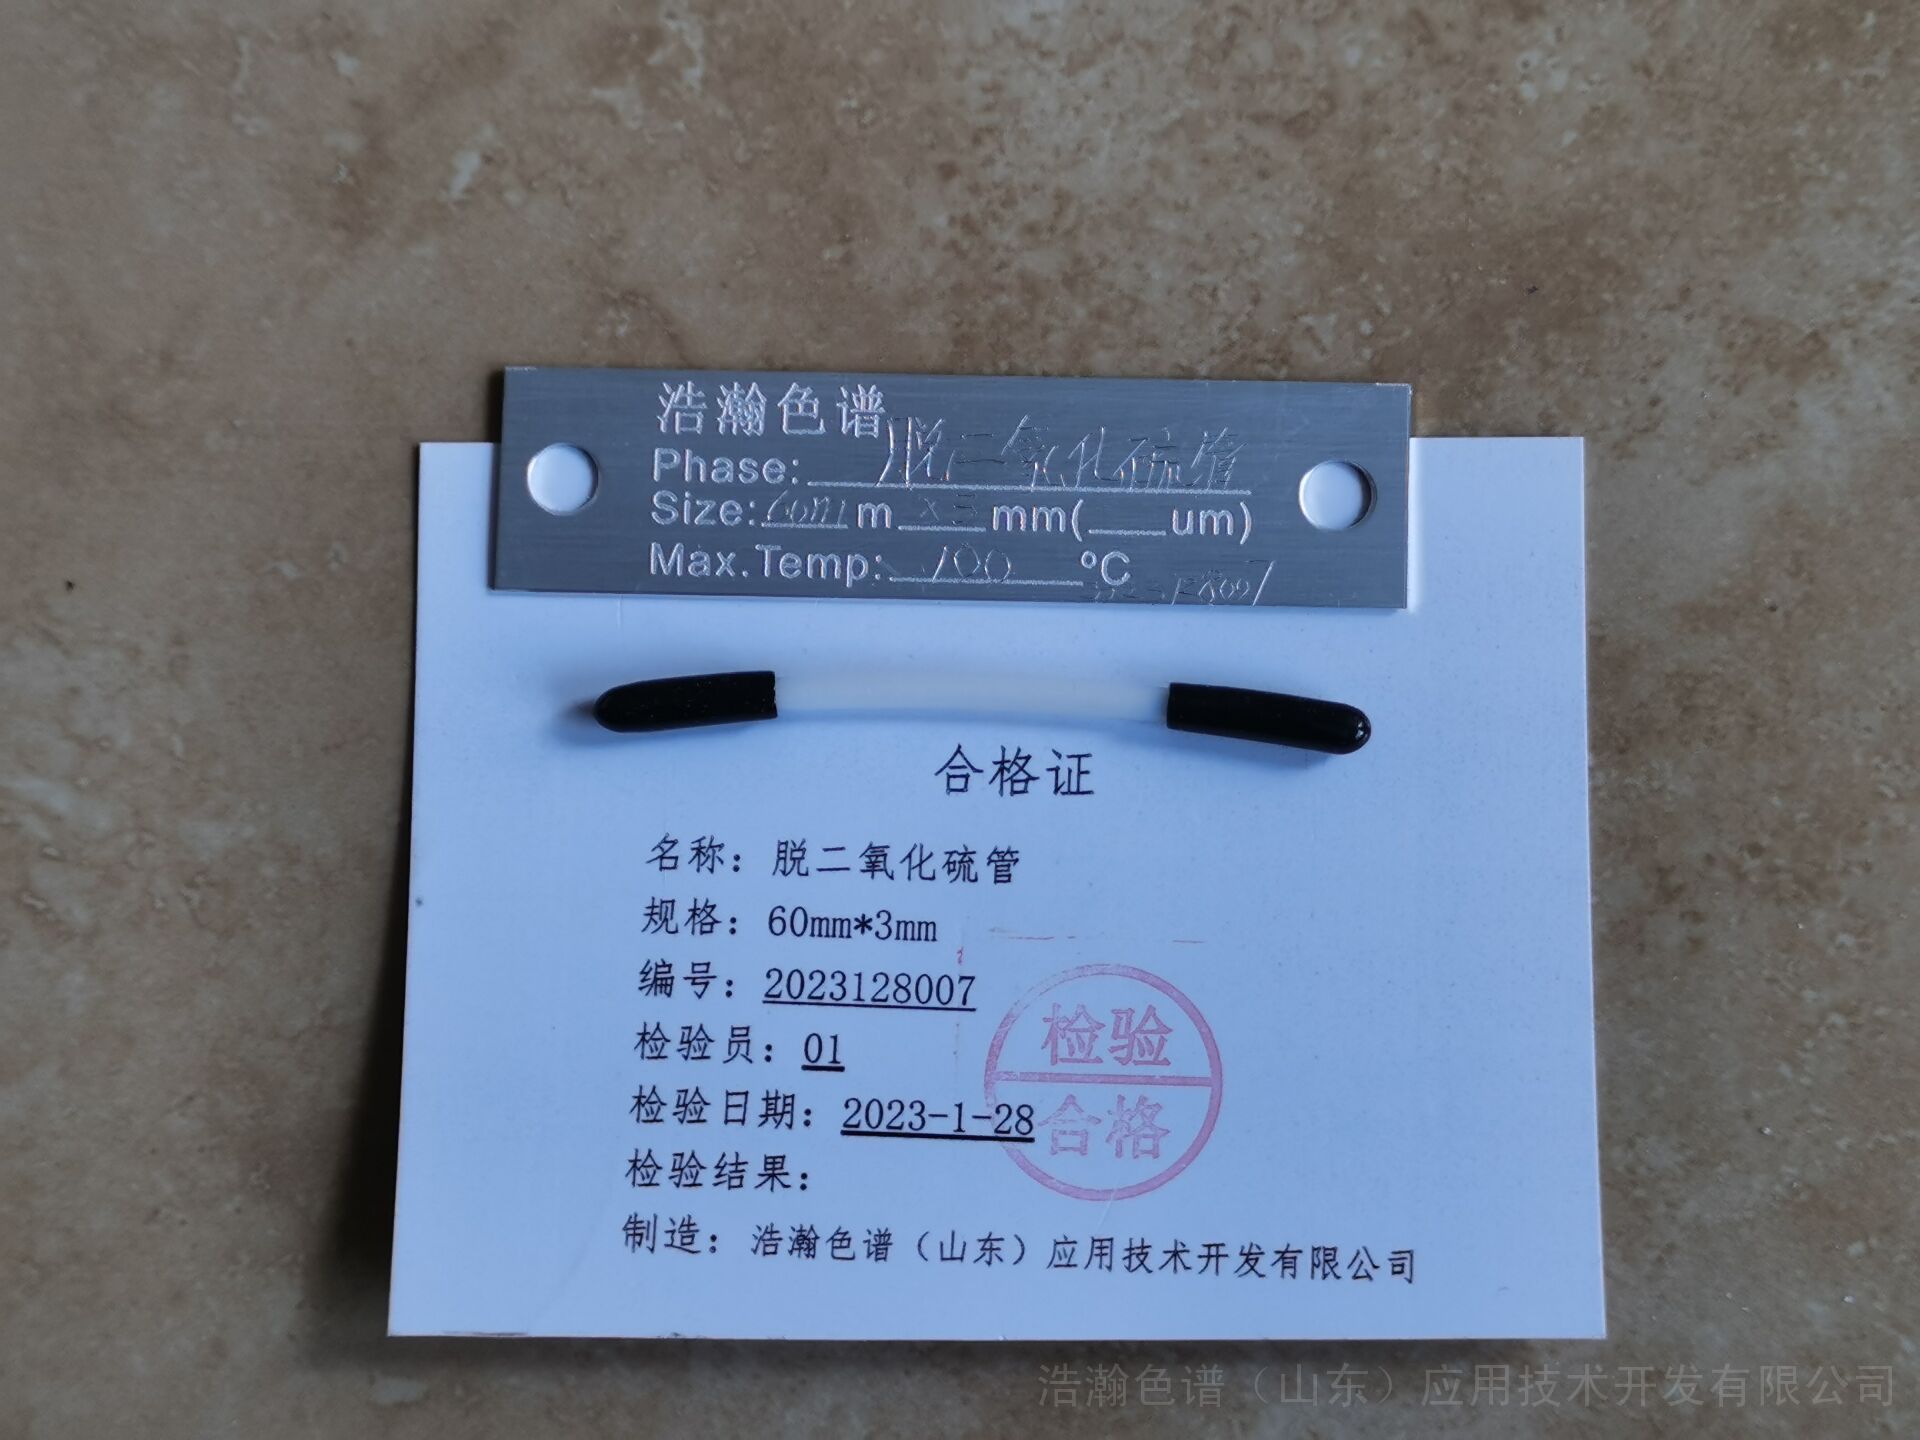 浩瀚色谱
Phase: 脱二氧化硫管
Size: 60m m x3 mm( um)
Max.Temp: 100 °C
合格证
名称：脱二氧化硫管
规格：60mm*3mm
编号：2023128007
检验员：01
检验日期：2023-1-28
检验结果：
检验
合格
制造：浩瀚色谱（山东）应用技术开发有限公司
浩瀚色谱（山东）应用技术开发有限公司